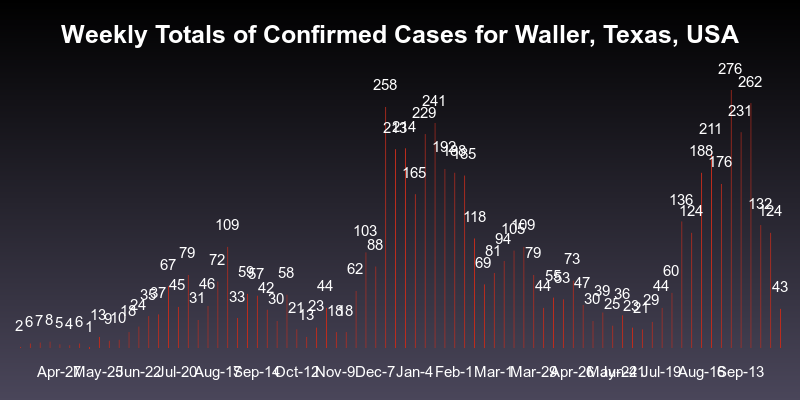 Weekly Totals of Confirmed Cases for Waller, Texas, USA
2 6 7 8 5 4 6 1 13 9 10 18 24 35 37 67 45 79 31 46 72 109 33 59 57 42 30 58 21 13 23 44 18 18 62 103 88 258 213 214 165 229 241 192 188 185 118 69 81 94 105 109 79 44 55 53 73 47 30 39 25 36 23 21 29 44 60 136 124 188 211 176 276 231 262 132 124 43
Apr-27 May-25 Jun-22 Jul-20 Aug-17 Sep-14 Oct-12 Nov-9 Dec-7 Jan-4 Feb-1 Mar-1 Mar-29 Apr-26 May-24 Jun-21 Jul-19 Aug-16 Sep-13